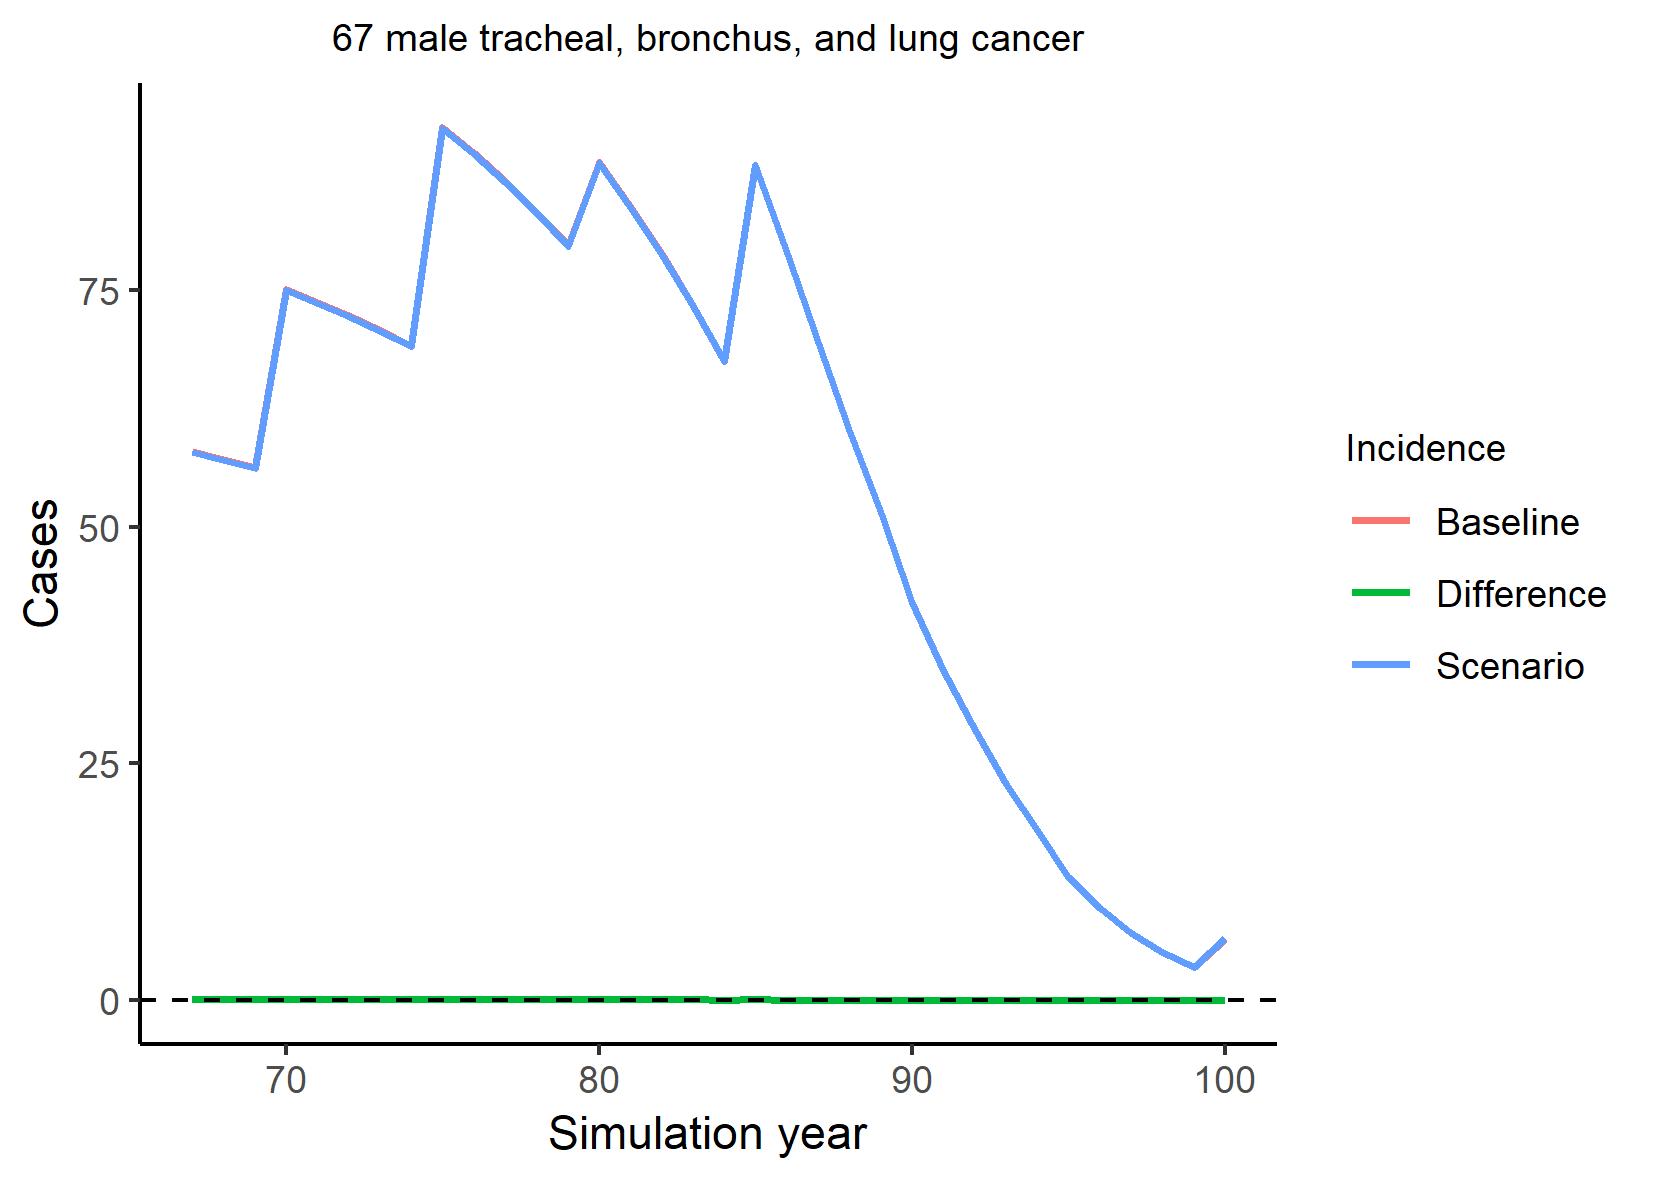 67 male tracheal, bronchus, and lung cancer
Cases
75
50
25
0
70
80
90
100
Simulation year
Incidence
Baseline
Difference
Scenario